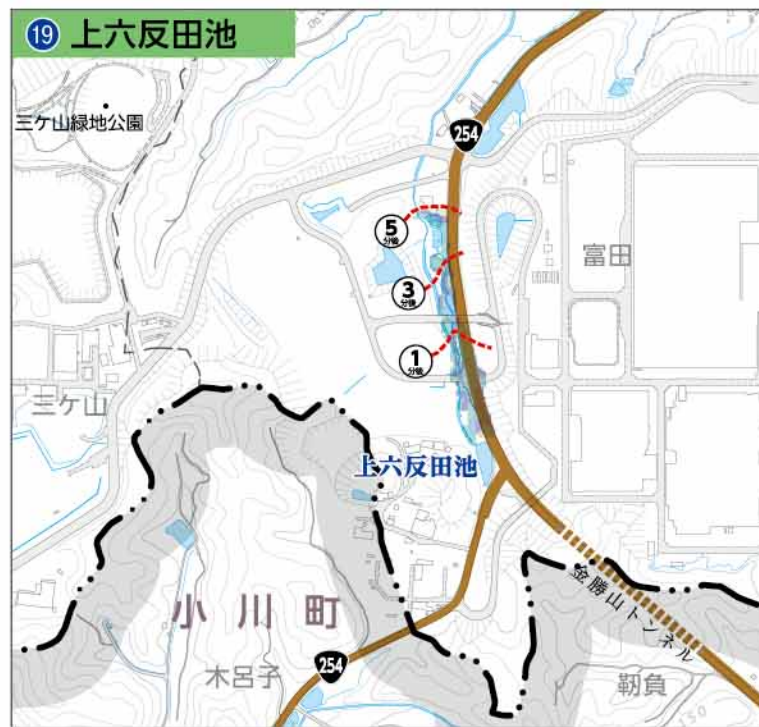 19 上六反田池
三ケ山緑地公園
254
5
分後
富田
3
分後
1
分後
三ケ山
上六反田池
金勝山トンネル
小川町
254
木呂子
靭負